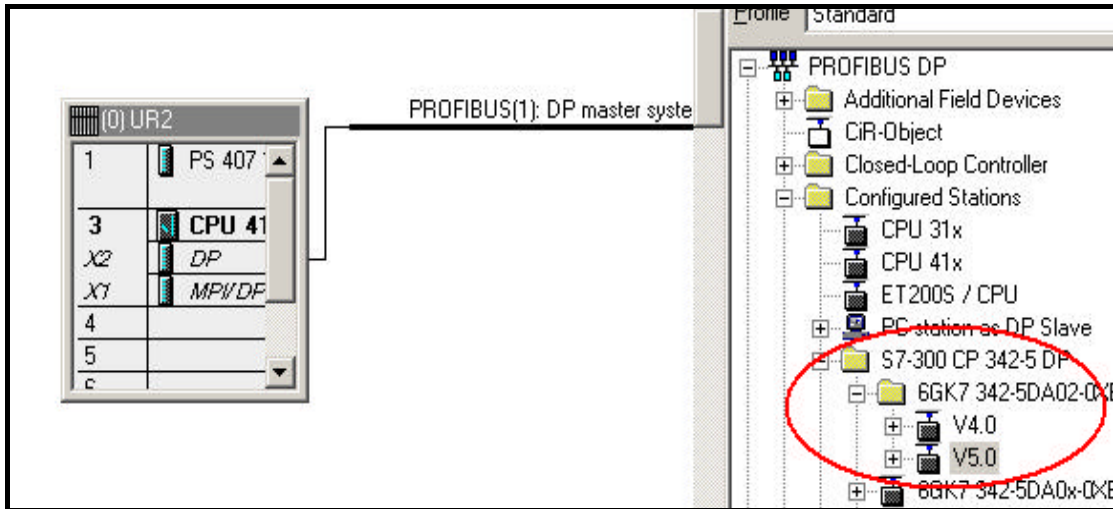 Profile Standard
PROFIBUS DP
Additional Field Devices
CiR-Object
Closed-Loop Controller
Configured Stations
CPU 31x
CPU 41x
ET200S / CPU
PC station as DP Slave
S7-300 CP 342-5 DP
6GK7 342-5DA02-0XE
V4.0
V5.0
6GK7 342-5DA0x-0XE
PROFIBUS(1): DP master syste
(0) UR2
1 PS 407
3 CPU 41
X2 DP
X1 MPI/DP
4
5